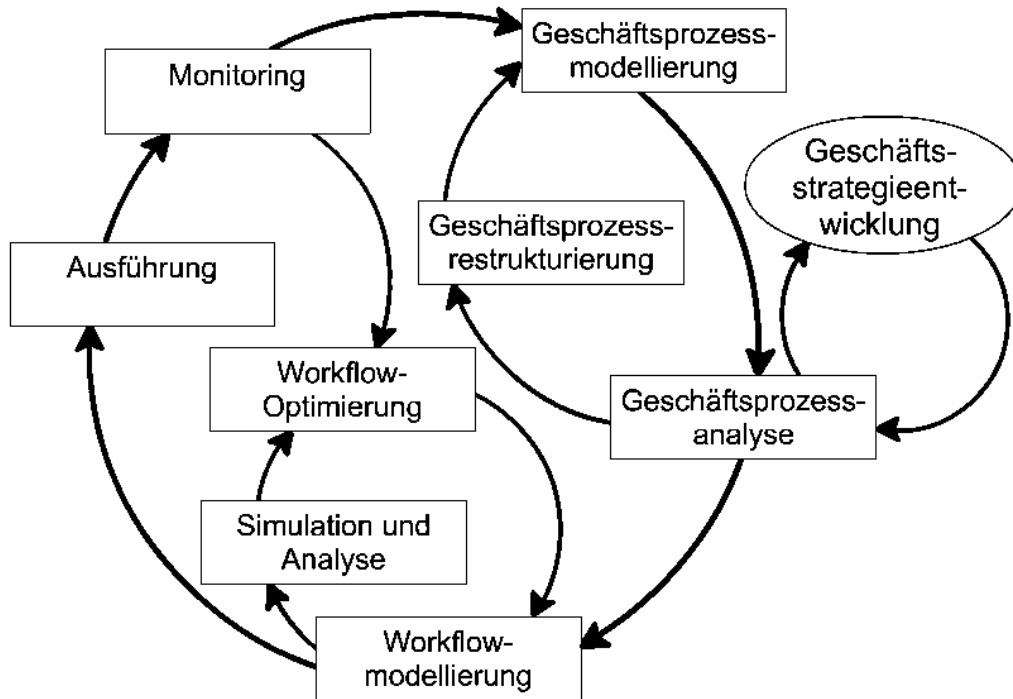 Geschäftsprozess-
modellierung
Monitoring
Geschäfts-
strategieent-
wicklung
Geschäftsprozess-
restrukturierung
Ausführung
Workflow-
Optimierung
Geschäftsprozess-
analyse
Simulation und
Analyse
Workflow-
modellierung